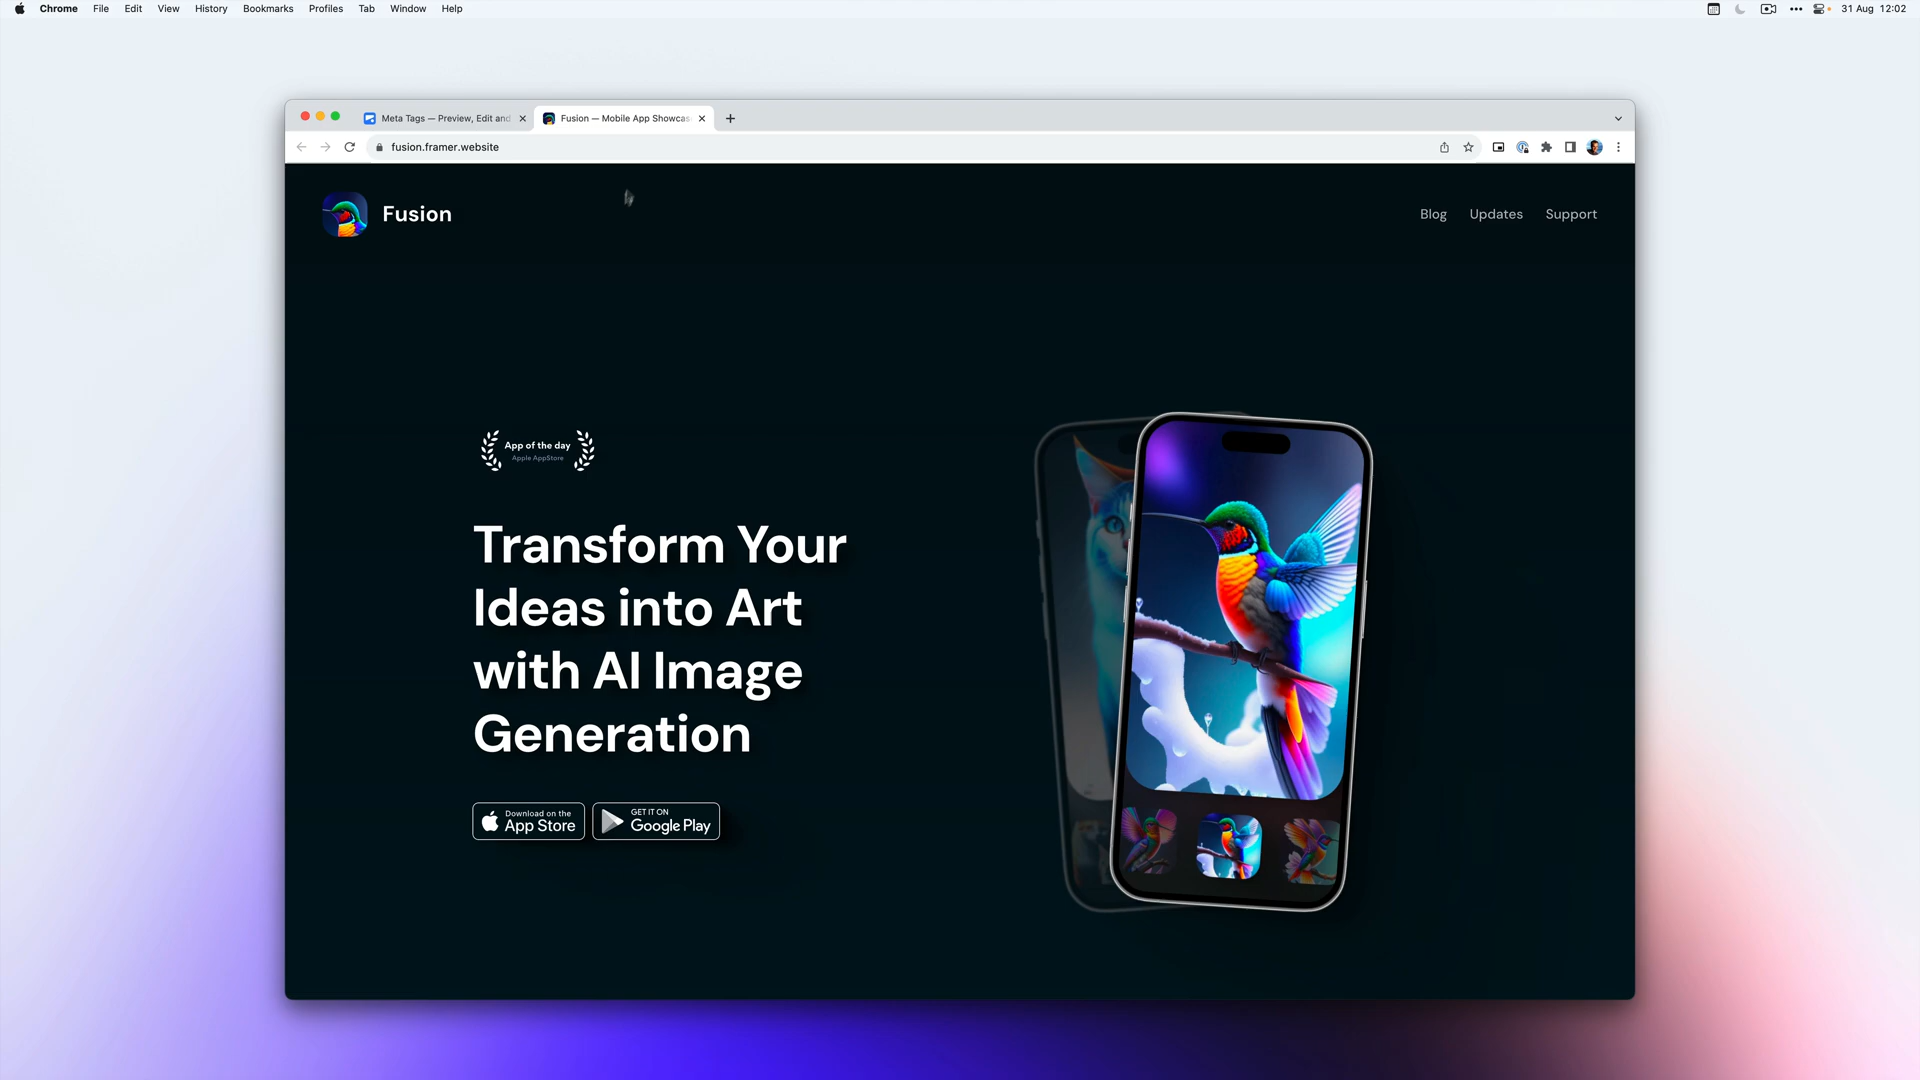 Chrome File Edit View History Bookmarks Profiles Tab Window Help
31 Aug 12:02
Meta Tags — Preview, Edit and
Fusion — Mobile App Showcas
fusion.framer.website
Fusion
Blog Updates Support
App of the day
Apple AppStore
Transform Your
Ideas into Art
with AI Image
Generation
Download on the
App Store
GET IT ON
Google Play